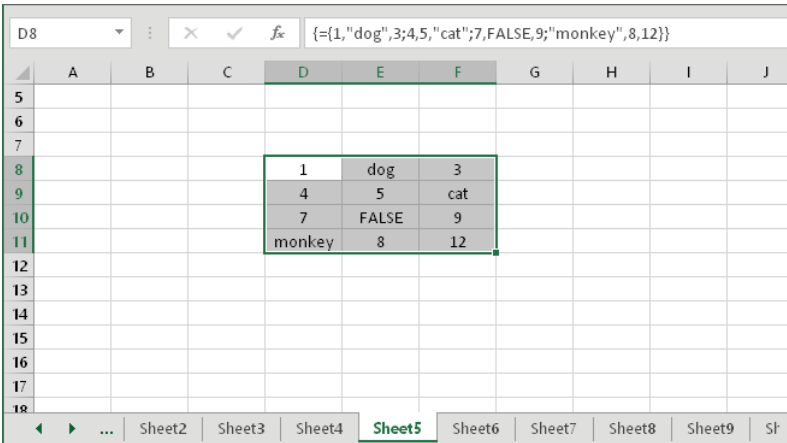 D8 fx {={1,"dog",3;4,5,"cat";7,FALSE,9;"monkey",8,12}}
A B C D E F G H I J
5
6
7
8 1 dog 3
9 4 5 cat
10 7 FALSE 9
11 monkey 8 12
12
13
14
15
16
17
18
... Sheet2 Sheet3 Sheet4 Sheet5 Sheet6 Sheet7 Sheet8 Sheet9 Sh